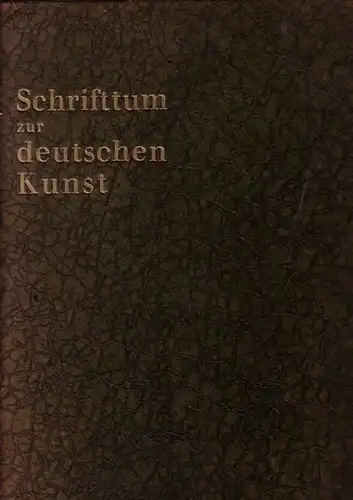 Schrifttum
zur
deutschen
Kunst